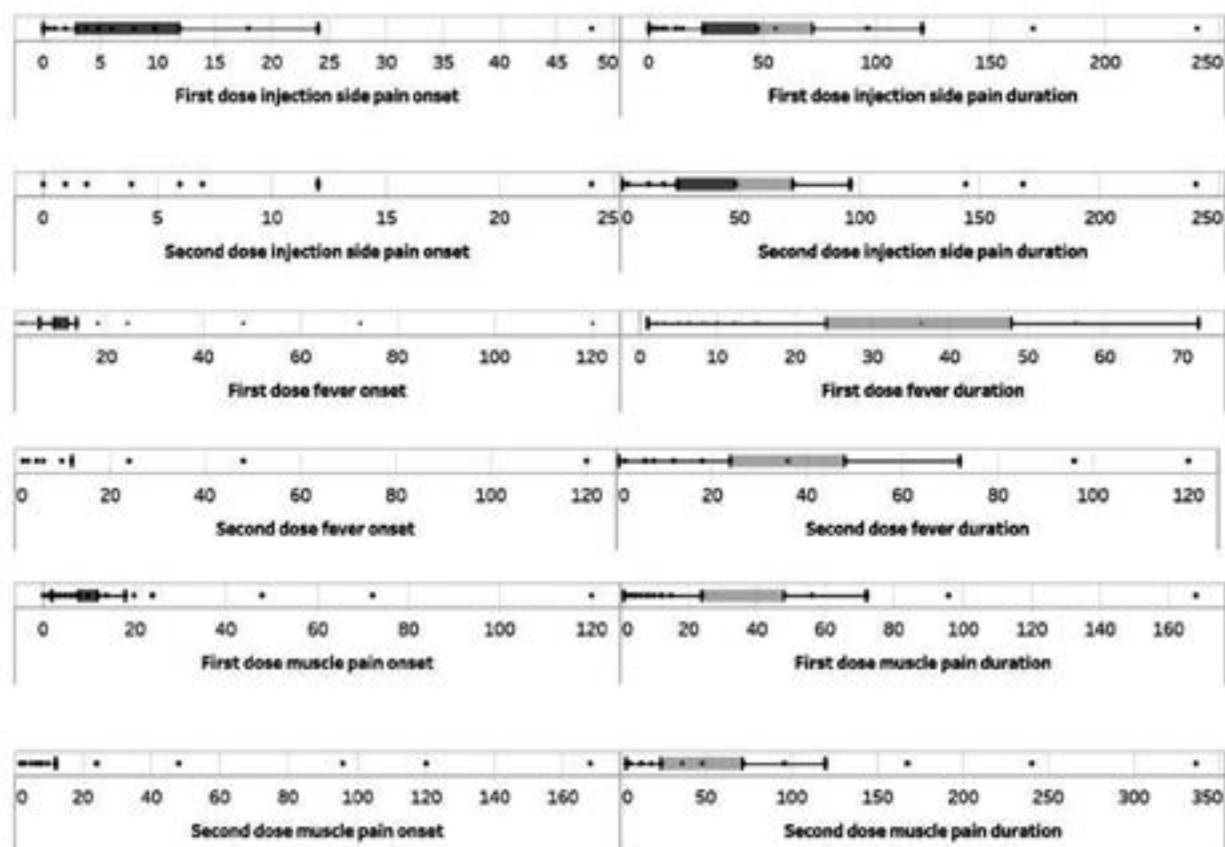 0 5 10 15 20 25 30 35 40 45 50
First dose injection side pain onset
0 50 100 150 200 250
First dose injection side pain duration
0 5 10 15 20 25
Second dose injection side pain onset
0 50 100 150 200 250
Second dose injection side pain duration
20 40 60 80 100 120
First dose fever onset
0 10 20 30 40 50 60 70
First dose fever duration
0 20 40 60 80 100 120
Second dose fever onset
0 20 40 60 80 100 120
Second dose fever duration
0 20 40 60 80 100 120
First dose muscle pain onset
0 20 40 60 80 100 120 140 160
First dose muscle pain duration
0 20 40 60 80 100 120 140 160
Second dose muscle pain onset
0 50 100 150 200 250 300 350
Second dose muscle pain duration